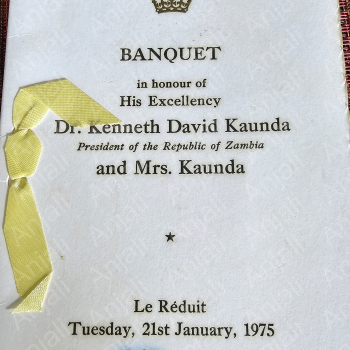 BANQUET
in honour of
His Excellency
Dr. Kenneth David Kaunda
President of the Republic of Zambia
and Mrs. Kaunda
Le Réduit
Tuesday, 21st January, 1975